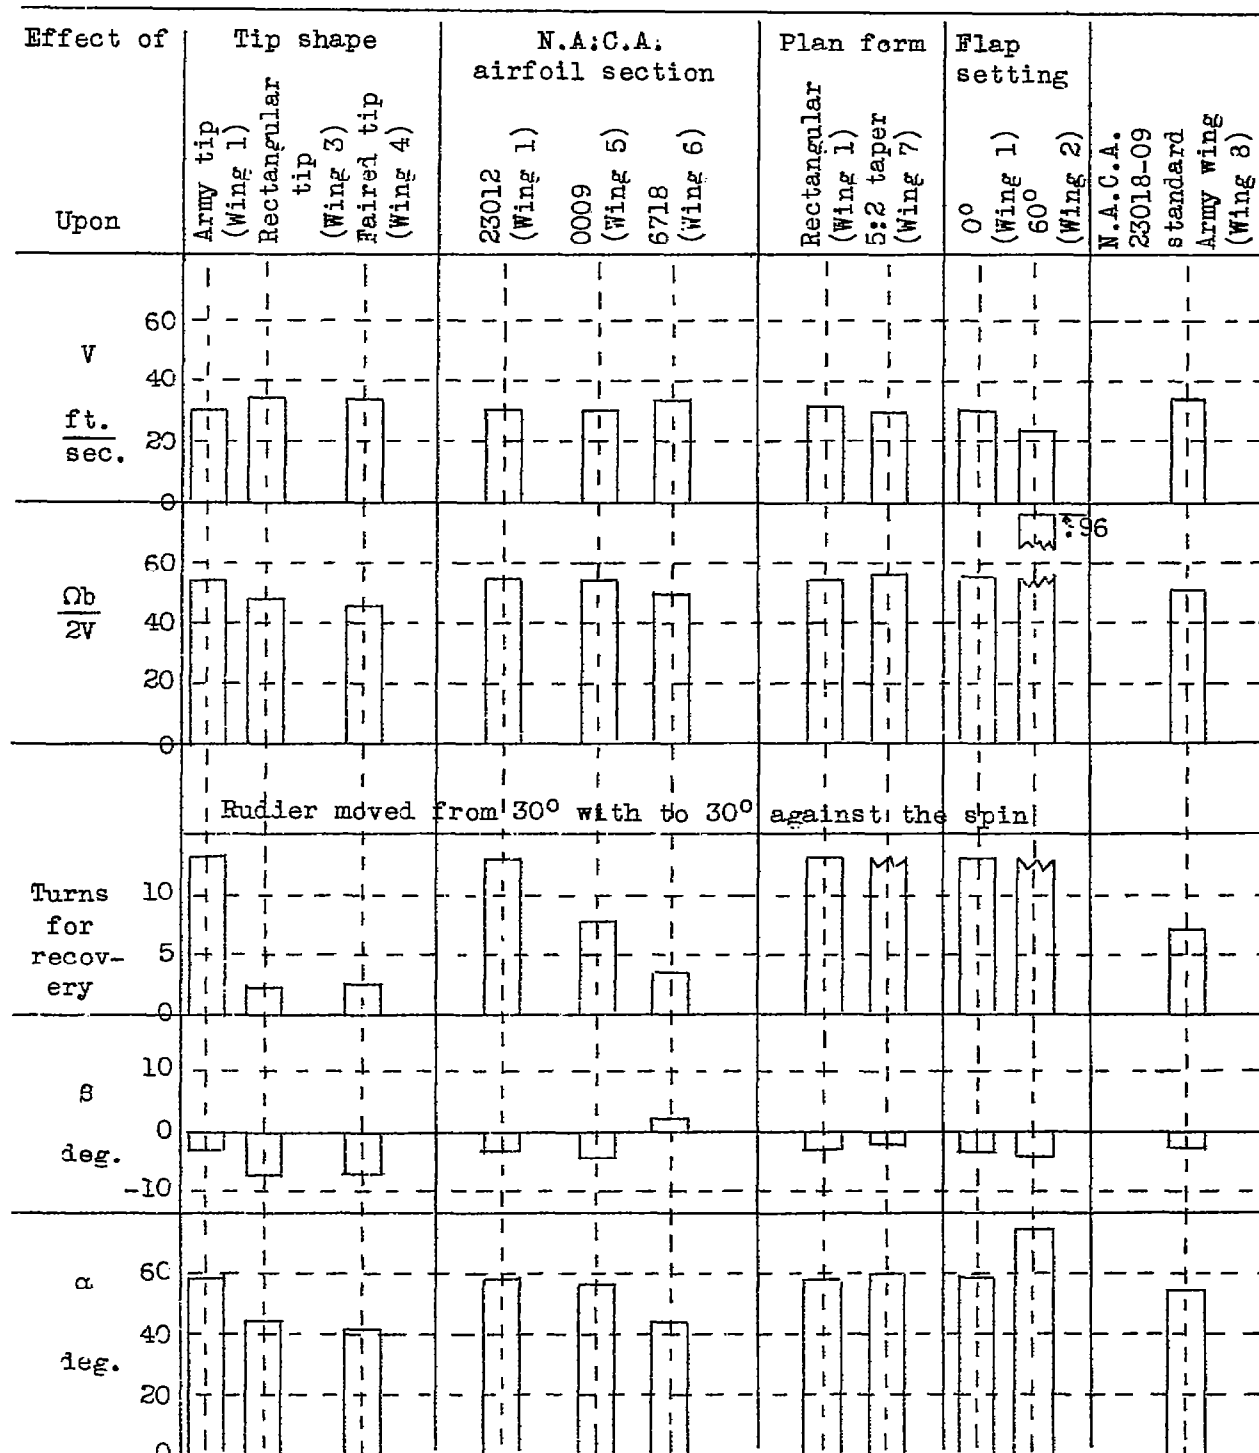 Effect of
Upon
Tip shape
Army tip
(Wing 1)
Rectangular
tip
(Wing 3)
Faired tip
(Wing 4)
N.A.C.A.
airfoil section
23012
(Wing 1)
0009
(Wing 5)
6718
(Wing 6)
Plan form
Rectangular
(Wing 1)
5:2 taper
(Wing 7)
Flap
setting
0°
(Wing 1)
60°
(Wing 2)
N.A.C.A.
23018-09
standard
Army wing
(Wing 8)
V
ft.
sec.
60
40
20
0
Ωb
2V
60
40
20
0
.96
Rudder moved from 30° with to 30° against the spin
Turns
for
recov-
ery
10
5
0
β
deg.
10
0
-10
α
deg.
60
40
20
0